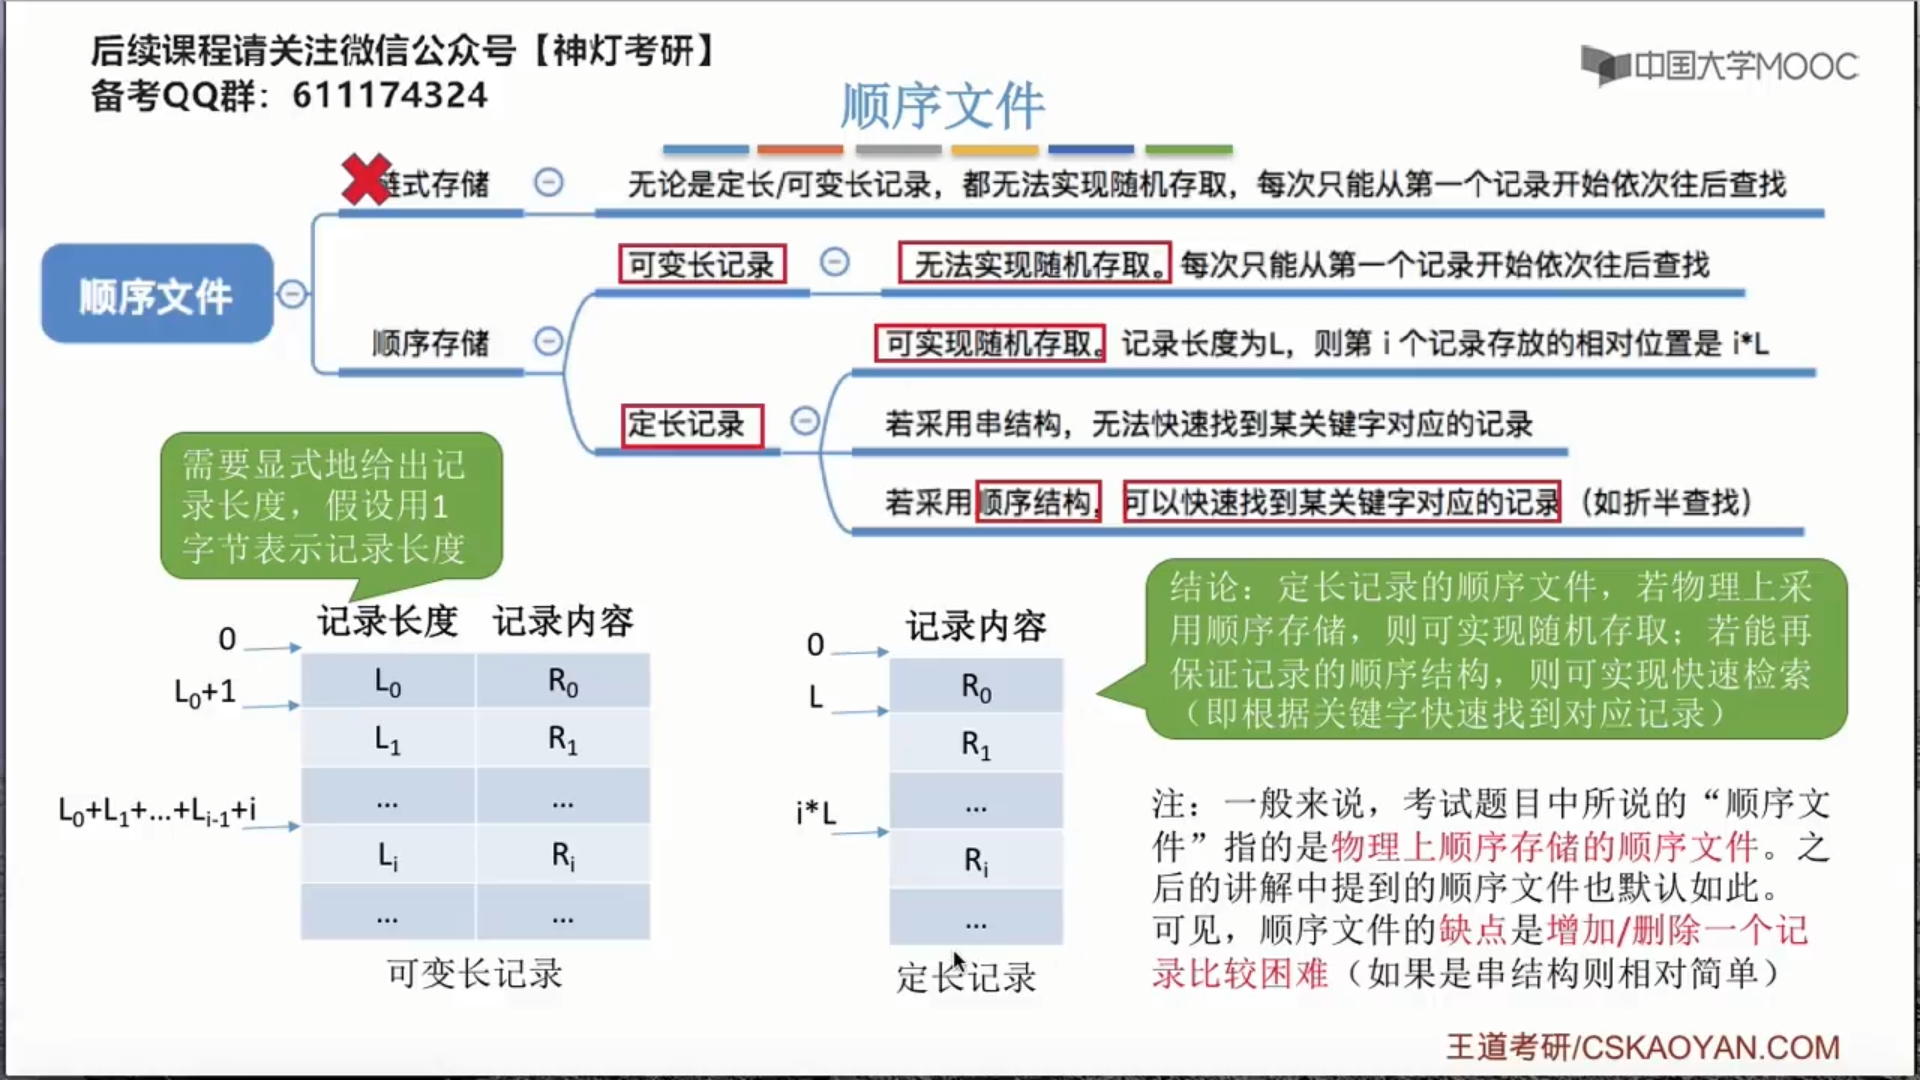 后续课程请关注微信公众号【神灯考研】
备考QQ群：611174324
中国大学MOOC
顺序文件
链式存储
无论是定长/可变长记录，都无法实现随机存取，每次只能从第一个记录开始依次往后查找
可变长记录
无法实现随机存取。每次只能从第一个记录开始依次往后查找
顺序文件
顺序存储
可实现随机存取。记录长度为L，则第 i 个记录存放的相对位置是 i*L
定长记录
若采用串结构，无法快速找到某关键字对应的记录
若采用顺序结构，可以快速找到某关键字对应的记录（如折半查找）
需要显式地给出记
录长度，假设用1
字节表示记录长度
记录长度 记录内容
0
L₀ R₀
L₀+1
L₁ R₁
... ...
L₀+L₁+...+Lᵢ₋₁+i
Lᵢ Rᵢ
... ...
可变长记录
记录内容
0
R₀
L
R₁
...
i*L
Rᵢ
...
定长记录
结论：定长记录的顺序文件，若物理上采
用顺序存储，则可实现随机存取；若能再
保证记录的顺序结构，则可实现快速检索
（即根据关键字快速找到对应记录）
注：一般来说，考试题目中所说的“顺序文
件”指的是物理上顺序存储的顺序文件。之
后的讲解中提到的顺序文件也默认如此。
可见，顺序文件的缺点是增加/删除一个记
录比较困难（如果是串结构则相对简单）
王道考研/CSKAOYAN.COM